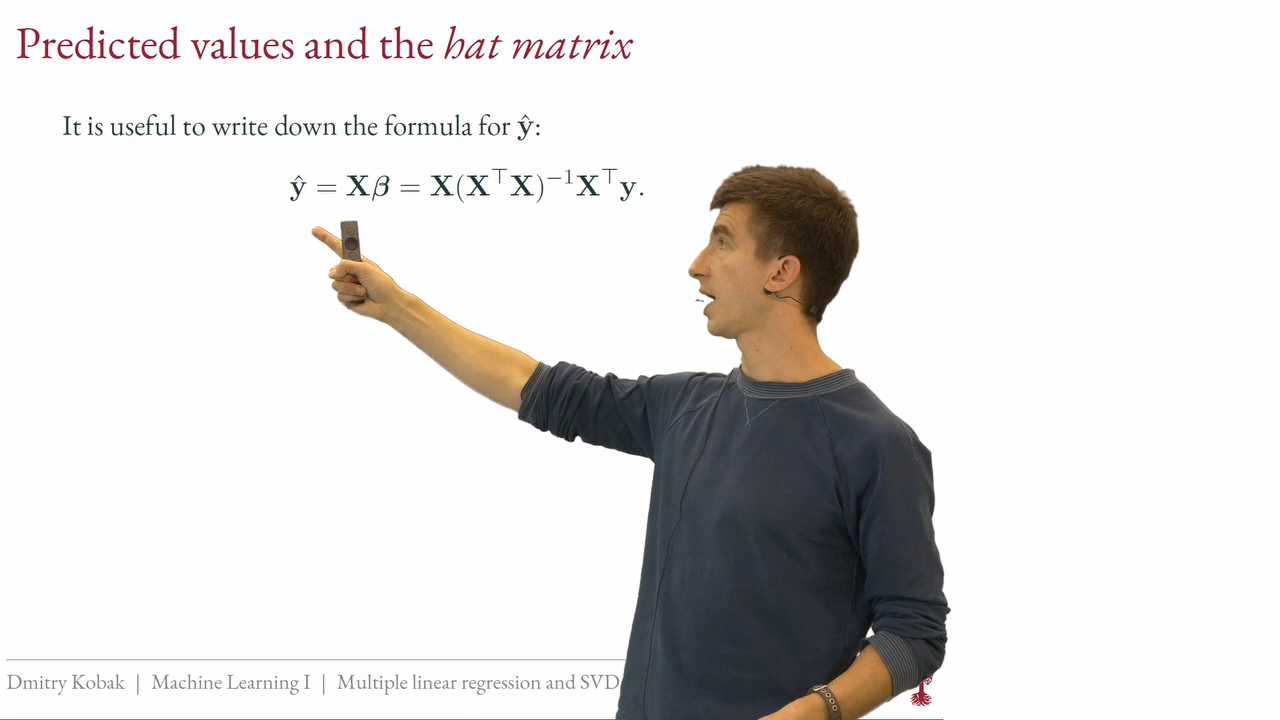 Predicted values and the hat matrix
It is useful to write down the formula for ŷ:
ŷ = Xβ = X(X⊤X)⁻¹X⊤y.
Dmitry Kobak | Machine Learning I | Multiple linear regression and SVD